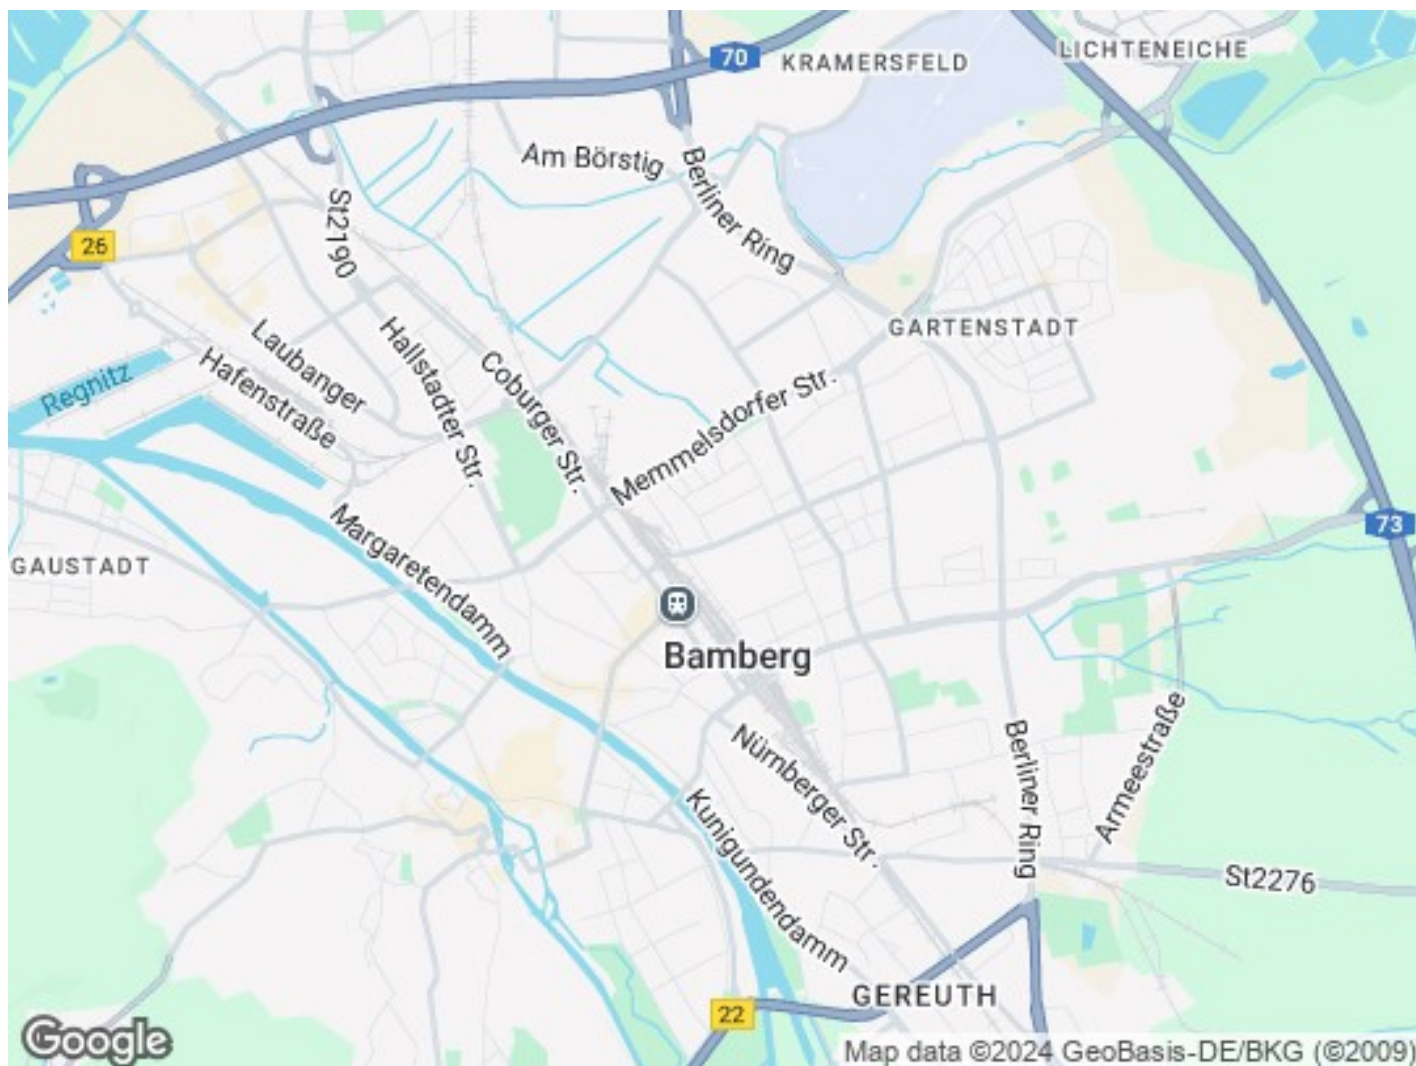 70
KRAMERSFELD
LICHTENEICHE
Am Börstig
Berliner Ring
St2190
26
GARTENSTADT
Laubanger
Hafenstraße
Hallstadter Str.
Coburger Str.
Memmelsdorfer Str.
Regnitz
73
Margaretendamm
GAUSTADT
Bamberg
Nürnberger Str.
Berliner Ring
Armeestraße
Kunigundendamm
St2276
GEREUTH
22
Google
Map data ©2024 GeoBasis-DE/BKG (©2009)